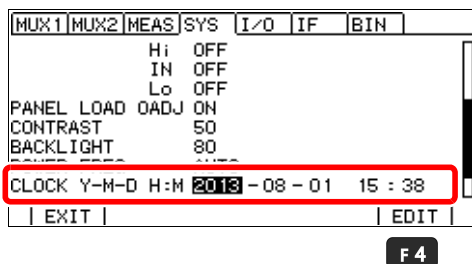 MUX1 MUX2 MEAS SYS I/O IF BIN
Hi OFF
IN OFF
Lo OFF
PANEL LOAD OADJ ON
CONTRAST 50
BACKLIGHT 80
CLOCK Y-M-D H:M 2013-08-01 15:38
EXIT EDIT
F4